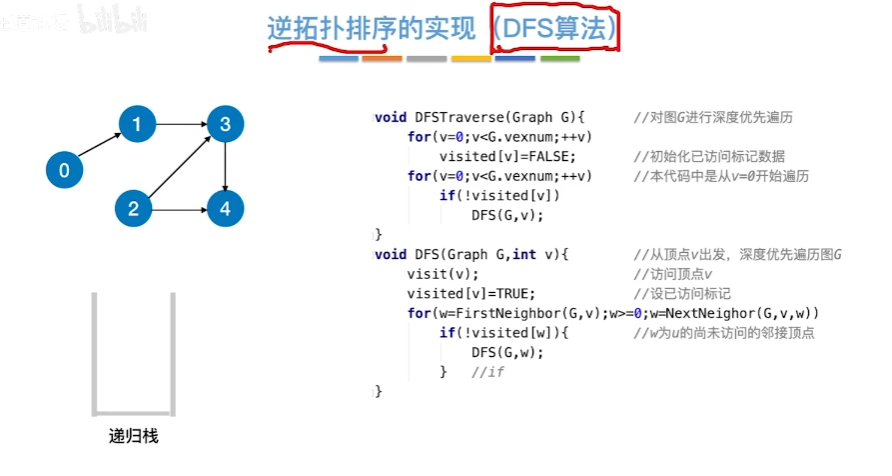 bilibili
逆拓扑排序的实现（DFS算法）
0
1
3
2
4
递归栈
void DFSTraverse(Graph G){ //对图G进行深度优先遍历
for(v=0;v<G.vexnum;++v)
visited[v]=FALSE; //初始化已访问标记数据
for(v=0;v<G.vexnum;++v) //本代码中是从v=0开始遍历
if(!visited[v])
DFS(G,v);
}
void DFS(Graph G,int v){ //从顶点v出发，深度优先遍历图G
visit(v); //访问顶点v
visited[v]=TRUE; //设已访问标记
for(w=FirstNeighbor(G,v);w>=0;w=NextNeighor(G,v,w))
if(!visited[w]){ //w为u的尚未访问的邻接顶点
DFS(G,w);
} //if
}